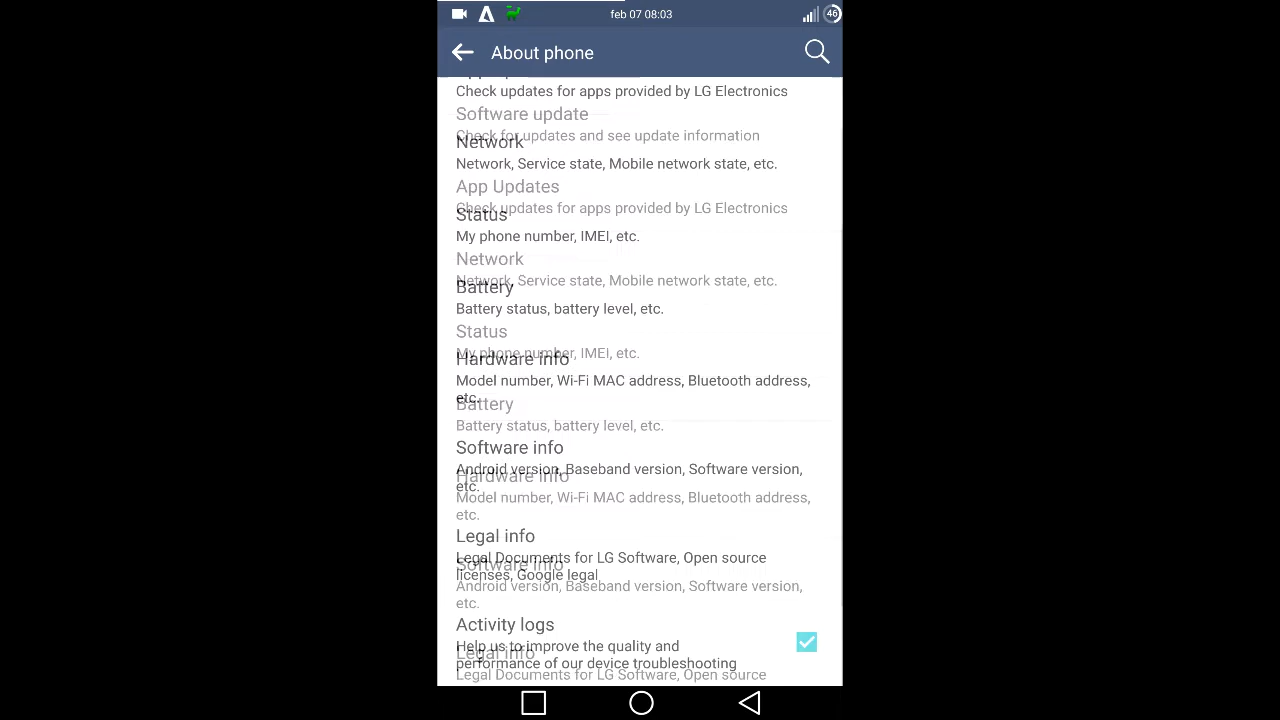 feb 07 08:03
46
About phone
Check updates for apps provided by LG Electronics
Software update
Check for updates and see update information
Network
Network, Service state, Mobile network state, etc.
App Updates
Check updates for apps provided by LG Electronics
Status
My phone number, IMEI, etc.
Network
Network, Service state, Mobile network state, etc.
Battery
Battery status, battery level, etc.
Status
My phone number, IMEI, etc.
Hardware info
Model number, Wi-Fi MAC address, Bluetooth address,
etc.
Battery
Battery status, battery level, etc.
Software info
Android version, Baseband version, Software version,
Hardware info
etc.
Model number, Wi-Fi MAC address, Bluetooth address,
etc.
Legal info
Legal Documents for LG Software, Open source
Software info
licenses, Google legal
Android version, Baseband version, Software version,
etc.
Activity logs
Help us to improve the quality and
Legal info
performance of our device troubleshooting
Legal Documents for LG Software, Open source